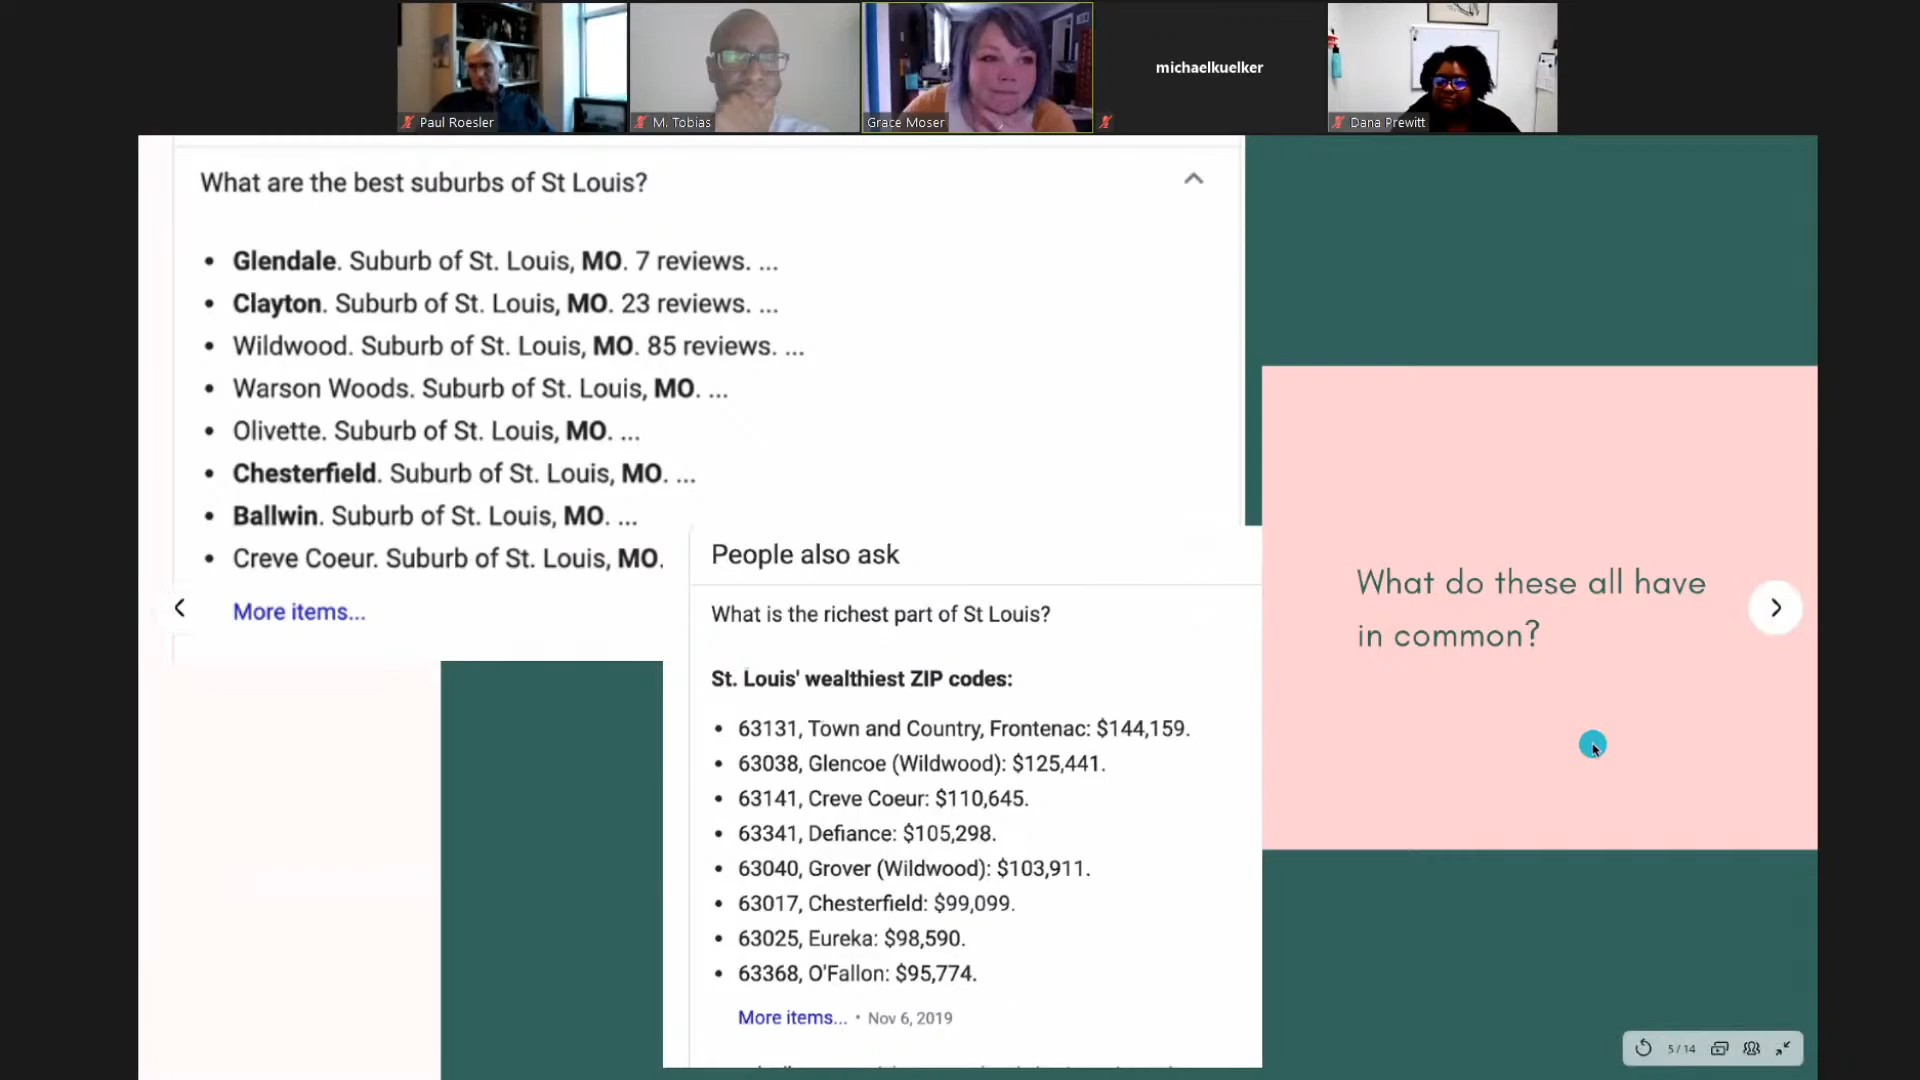 Paul Roesler
M. Tobias
Grace Moser
michaelkuelker
Dana Prewitt
What are the best suburbs of St Louis?
• Glendale. Suburb of St. Louis, MO. 7 reviews. ...
• Clayton. Suburb of St. Louis, MO. 23 reviews. ...
• Wildwood. Suburb of St. Louis, MO. 85 reviews. ...
• Warson Woods. Suburb of St. Louis, MO. ...
• Olivette. Suburb of St. Louis, MO. ...
• Chesterfield. Suburb of St. Louis, MO. ...
• Ballwin. Suburb of St. Louis, MO. ...
• Creve Coeur. Suburb of St. Louis, MO.
More items...
People also ask
What is the richest part of St Louis?
St. Louis' wealthiest ZIP codes:
• 63131, Town and Country, Frontenac: $144,159.
• 63038, Glencoe (Wildwood): $125,441.
• 63141, Creve Coeur: $110,645.
• 63341, Defiance: $105,298.
• 63040, Grover (Wildwood): $103,911.
• 63017, Chesterfield: $99,099.
• 63025, Eureka: $98,590.
• 63368, O'Fallon: $95,774.
More items... • Nov 6, 2019
What do these all have
in common?
5 / 14